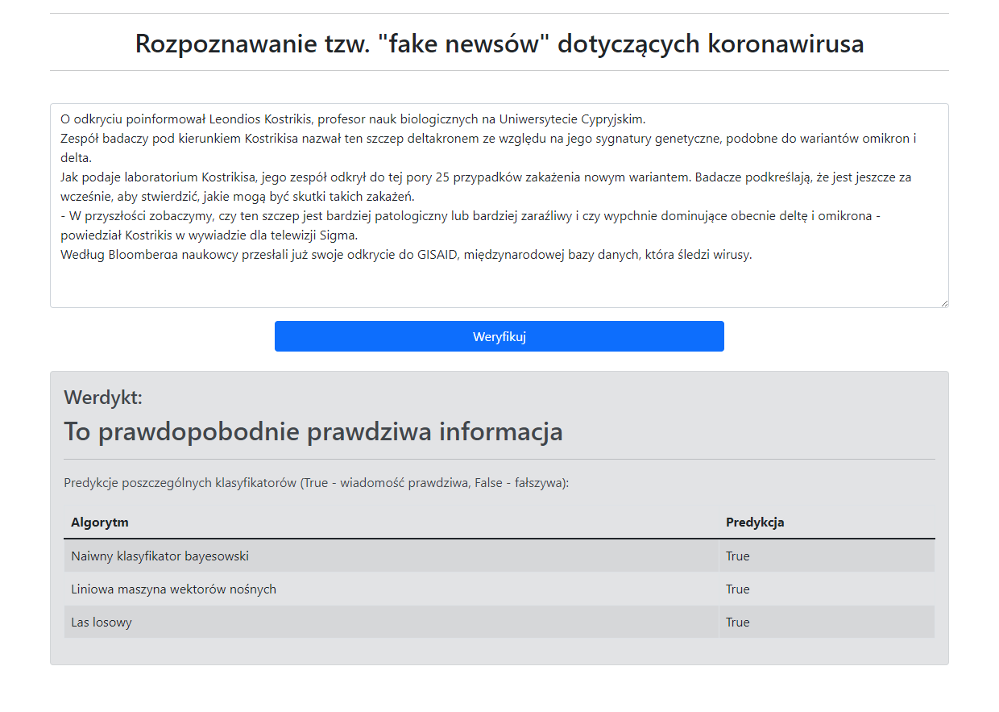 Rozpoznawanie tzw. "fake newsów" dotyczących koronawirusa
O odkryciu poinformował Leondios Kostrikis, profesor nauk biologicznych na Uniwersytecie Cypryjskim.
Zespół badaczy pod kierunkiem Kostrikisa nazwał ten szczep deltakronem ze względu na jego sygnatury genetyczne, podobne do wariantów omikron i
delta.
Jak podaje laboratorium Kostrikisa, jego zespół odkrył do tej pory 25 przypadków zakażenia nowym wariantem. Badacze podkreślają, że jest jeszcze za
wcześnie, aby stwierdzić, jakie mogą być skutki takich zakażeń.
- W przyszłości zobaczymy, czy ten szczep jest bardziej patologiczny lub bardziej zaraźliwy i czy wypchnie dominujące obecnie deltę i omikrona -
powiedział Kostrikis w wywiadzie dla telewizji Sigma.
Według Bloomberga naukowcy przesłali już swoje odkrycie do GISAID, międzynarodowej bazy danych, która śledzi wirusy.
Weryfikuj
Werdykt:
To prawdopobodnie prawdziwa informacja
Predykcje poszczególnych klasyfikatorów (True - wiadomość prawdziwa, False - fałszywa):
Algorytm Predykcja
Naiwny klasyfikator bayesowski True
Liniowa maszyna wektorów nośnych True
Las losowy True